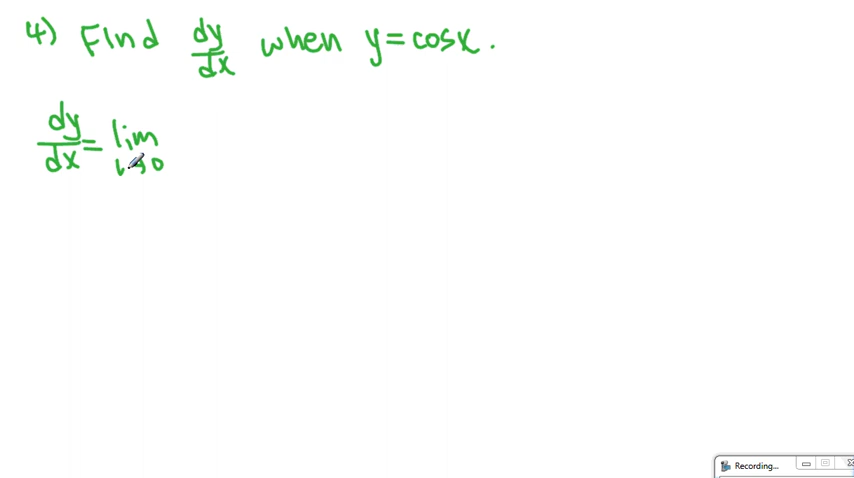 4) Find dy/dx when y=cosx.
dy/dx = lim
h→0
Recording...